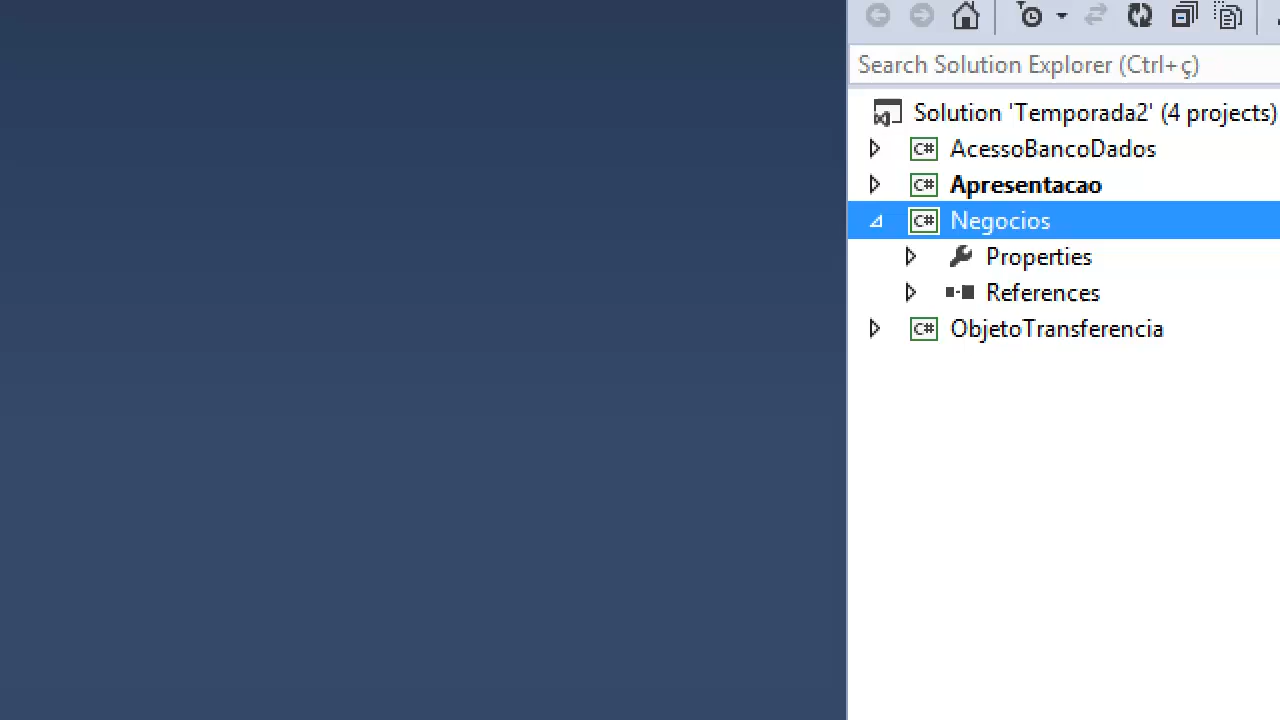 Search Solution Explorer (Ctrl+ç)
Solution 'Temporada2' (4 projects)
C# AcessoBancoDados
C# Apresentacao
C# Negocios
Properties
References
C# ObjetoTransferencia